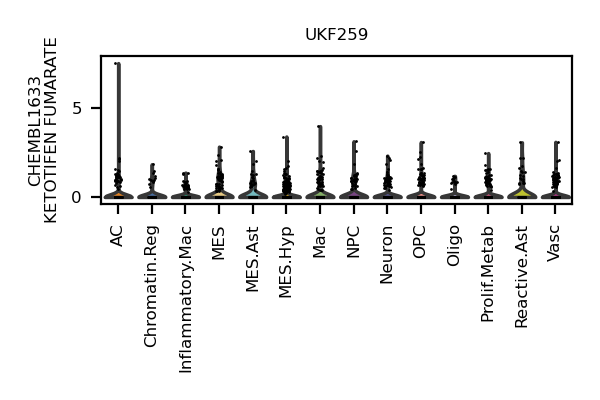 UKF259
CHEMBL1633
KETOTIFEN FUMARATE
5
0
AC
Chromatin.Reg
Inflammatory.Mac
MES
MES.Ast
MES.Hyp
Mac
NPC
Neuron
OPC
Oligo
Prolif.Metab
Reactive.Ast
Vasc